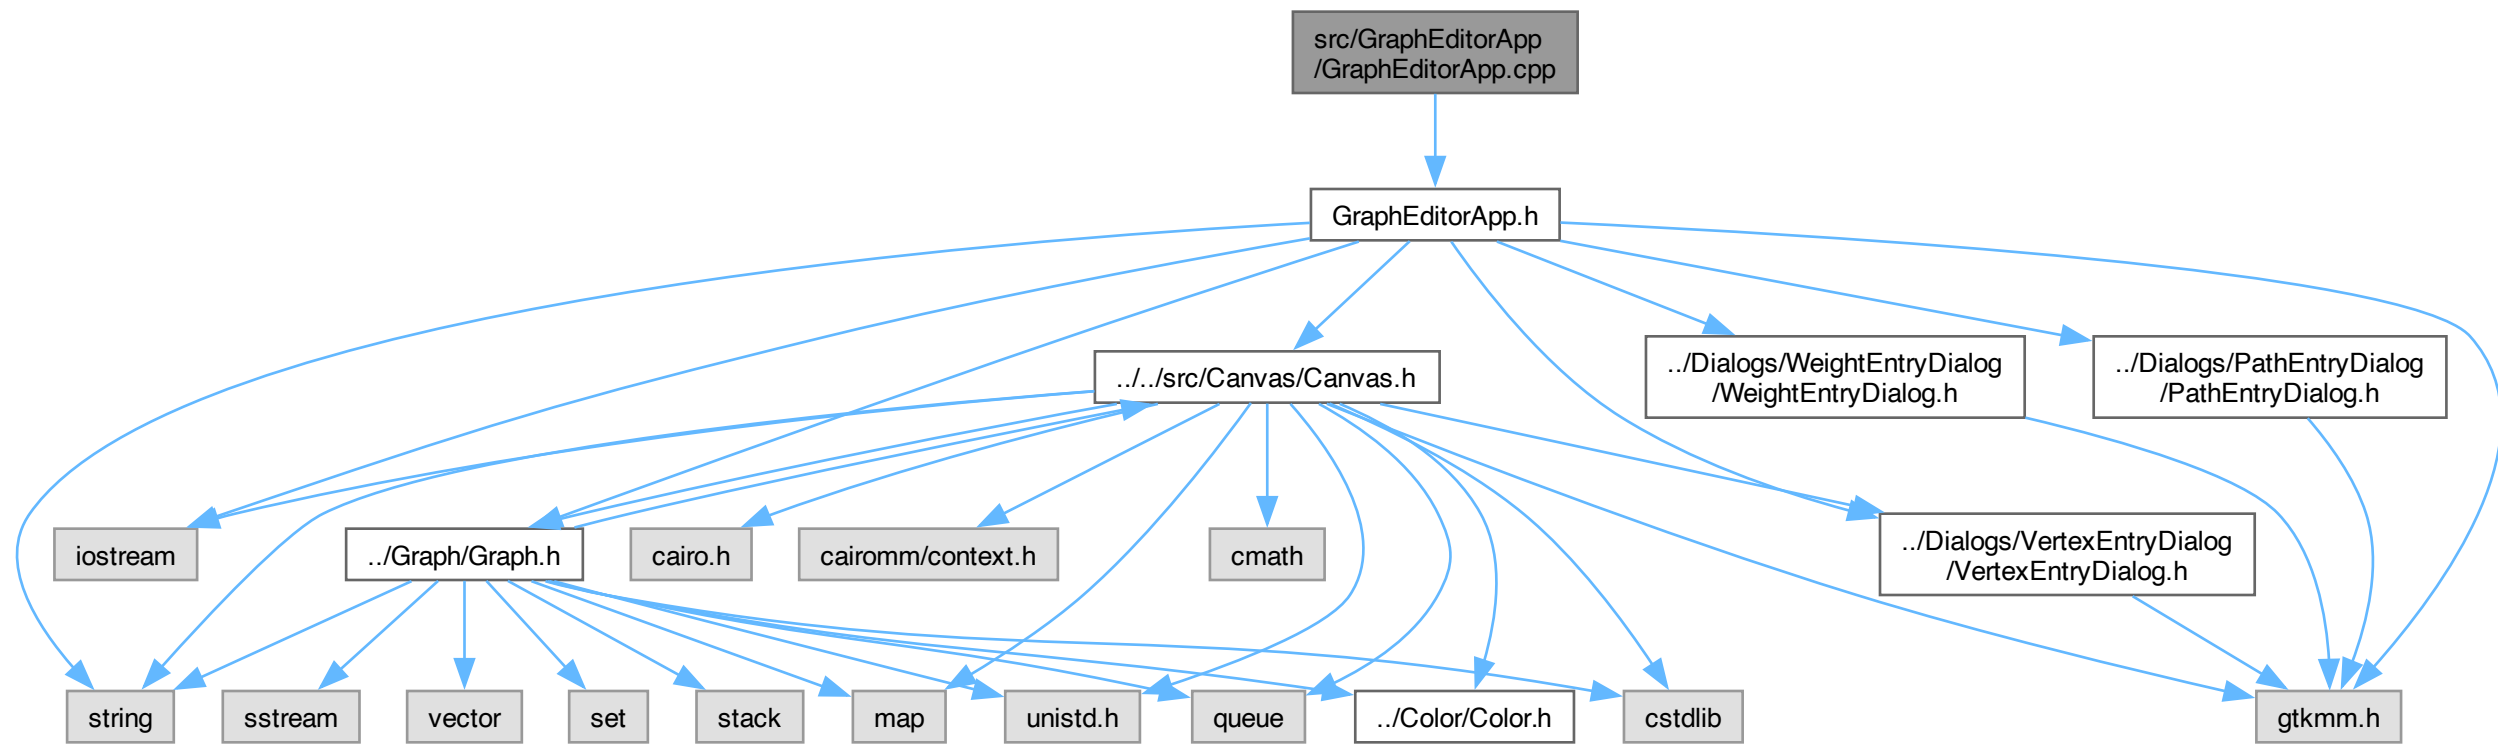 src/GraphEditorApp
/GraphEditorApp.cpp
GraphEditorApp.h
../../src/Canvas/Canvas.h
../Dialogs/WeightEntryDialog
/WeightEntryDialog.h
../Dialogs/PathEntryDialog
/PathEntryDialog.h
iostream
../Graph/Graph.h
cairo.h
cairomm/context.h
cmath
../Dialogs/VertexEntryDialog
/VertexEntryDialog.h
string
sstream
vector
set
stack
map
unistd.h
queue
../Color/Color.h
cstdlib
gtkmm.h